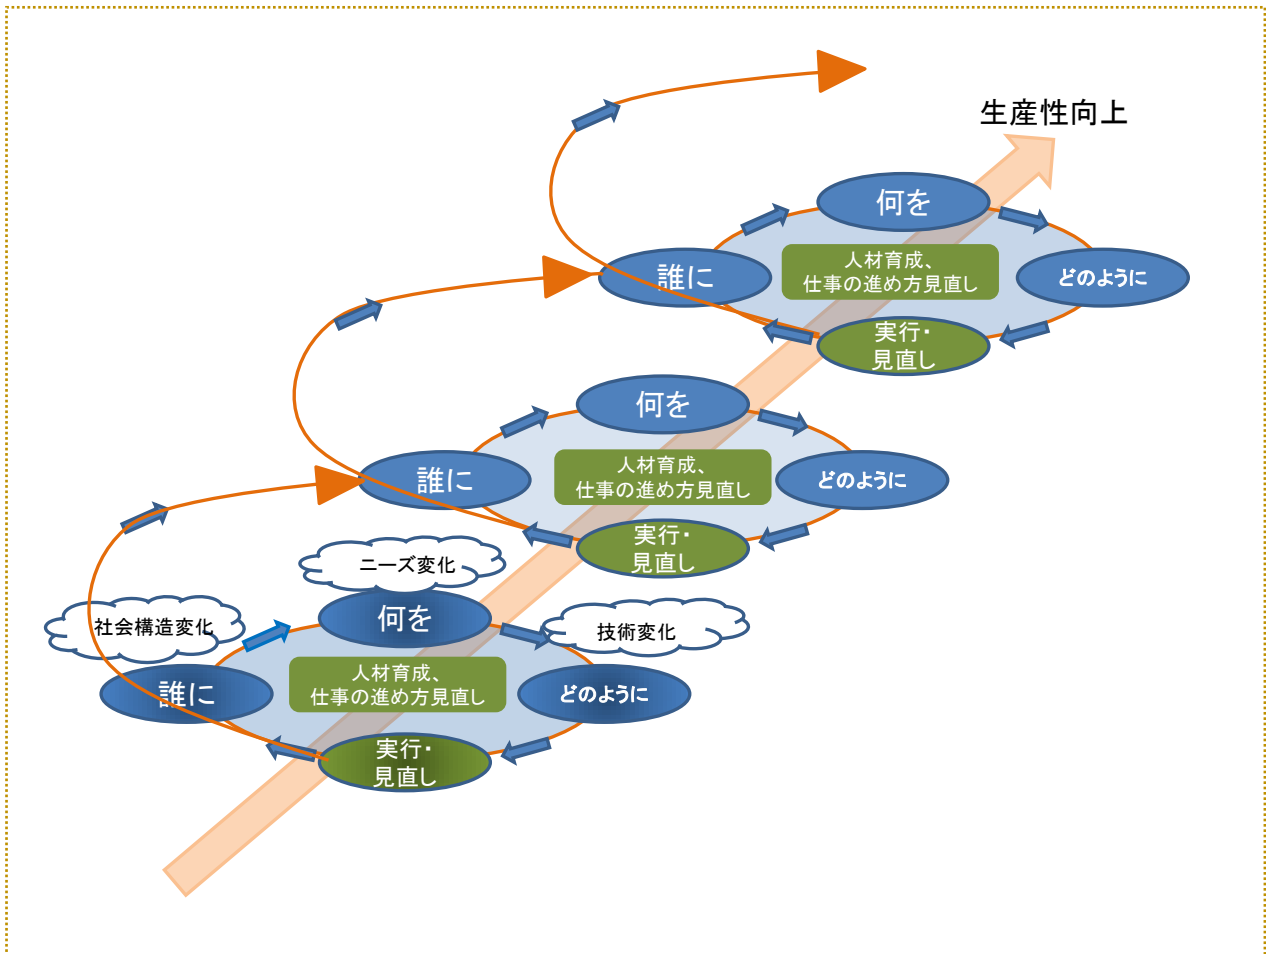 生産性向上
何を
誰に
人材育成、
仕事の進め方見直し
どのように
実行・
見直し
何を
誰に
人材育成、
仕事の進め方見直し
どのように
実行・
見直し
ニーズ変化
社会構造変化
何を
技術変化
誰に
人材育成、
仕事の進め方見直し
どのように
実行・
見直し